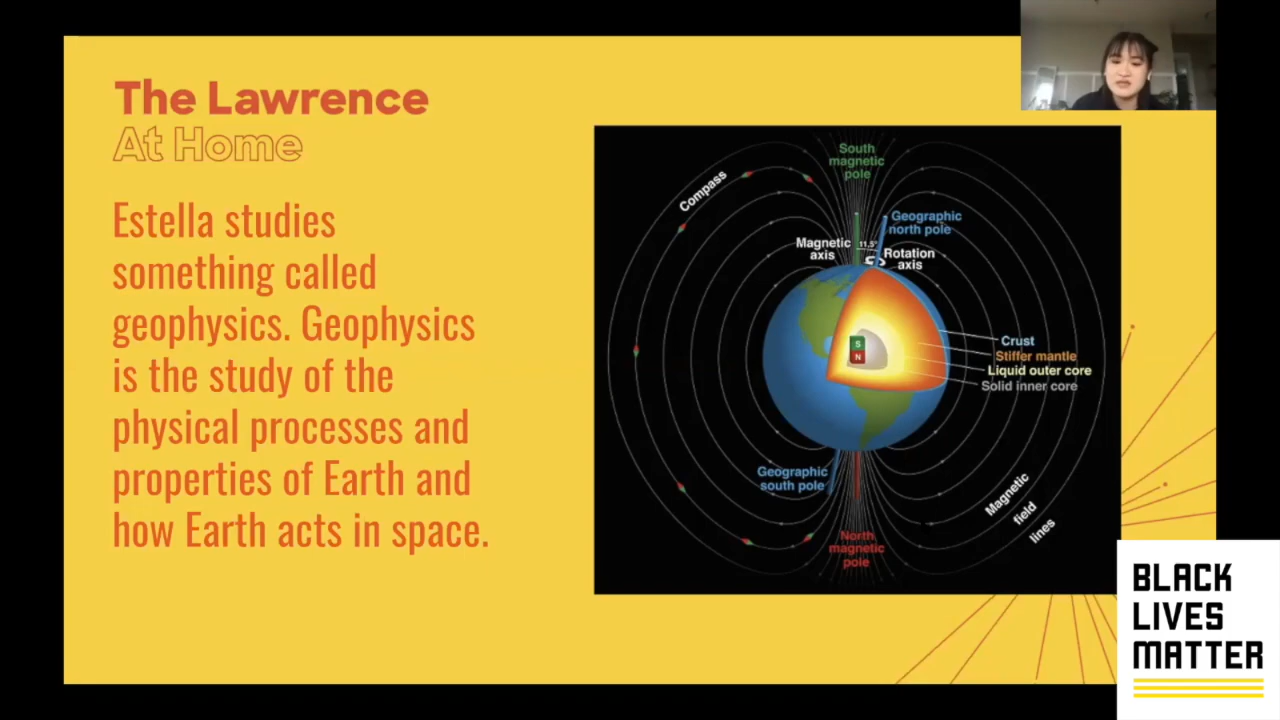 The Lawrence
At Home
Estella studies
something called
geophysics. Geophysics
is the study of the
physical processes and
properties of Earth and
how Earth acts in space.
South
magnetic
pole
Compass
Geographic
north pole
Magnetic
axis
11,5°
Rotation
axis
S
N
Crust
Stiffer mantle
Liquid outer core
Solid inner core
Geographic
south pole
Magnetic
field
lines
North
magnetic
pole
BLACK
LIVES
MATTER